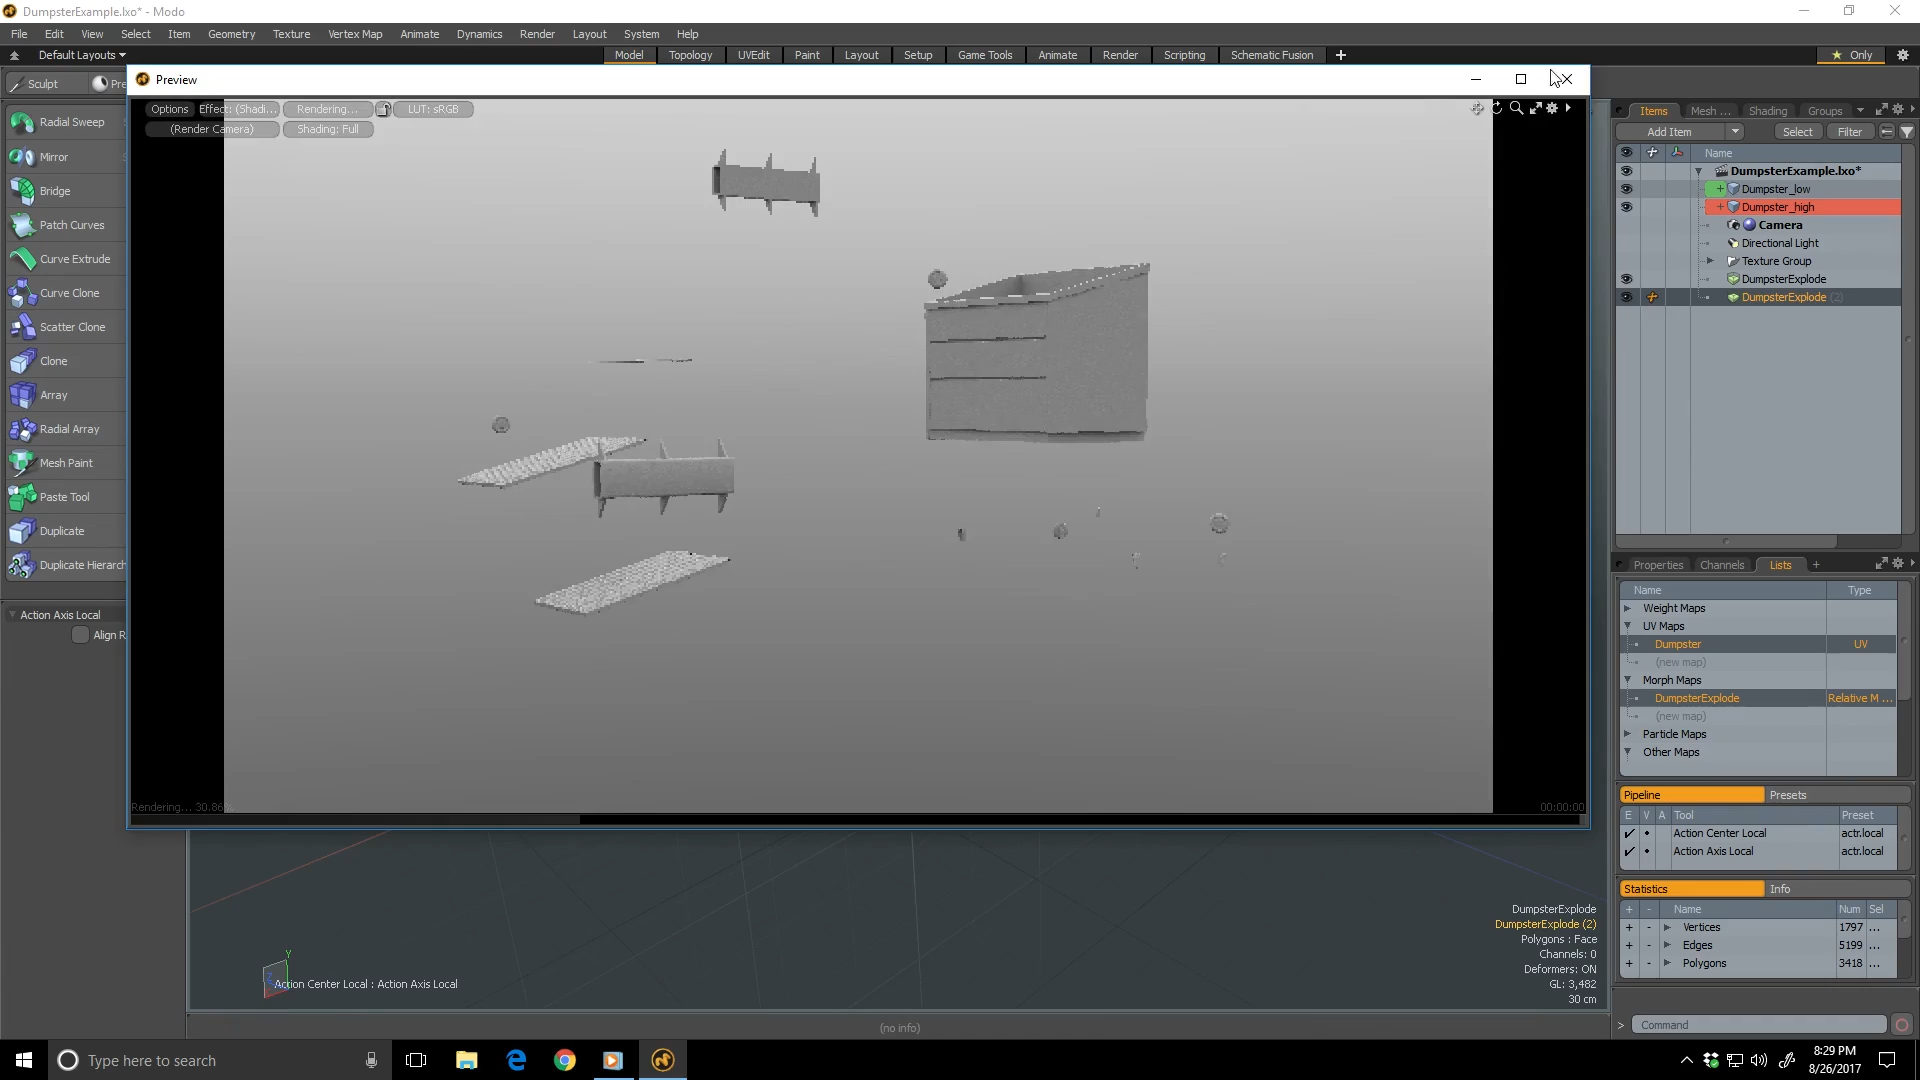 DumpsterExample.lxo* - Modo
File Edit View Select Item Geometry Texture Vertex Map Animate Dynamics Render Layout System Help
Default Layouts
Model Topology UVEdit Paint Layout Setup Game Tools Animate Render Scripting Schematic Fusion
Only
Sculpt
Radial Sweep
Mirror
Bridge
Patch Curves
Curve Extrude
Curve Clone
Scatter Clone
Clone
Array
Radial Array
Mesh Paint
Paste Tool
Duplicate
Duplicate Hierarch
Action Axis Local
Align R
Preview
Options Effect: (Shadi... Rendering... LUT: sRGB
(Render Camera) Shading: Full
Rendering... 30.86%
00:00:00
Items Mesh ... Shading Groups
Add Item Select Filter
Name
DumpsterExample.lxo*
Dumpster_low
Dumpster_high
Camera
Directional Light
Texture Group
DumpsterExplode
DumpsterExplode (2)
Properties Channels Lists +
Name Type
Weight Maps
UV Maps
Dumpster UV
(new map)
Morph Maps
DumpsterExplode Relative M ...
(new map)
Particle Maps
Other Maps
Pipeline Presets
E V A Tool Preset
Action Center Local actr.local
Action Axis Local actr.local
Statistics Info
+ - Name Num Sel
+ - Vertices 1797 ...
+ - Edges 5199 ...
+ - Polygons 3418 ...
DumpsterExplode
DumpsterExplode (2)
Polygons : Face
Channels: 0
Deformers: ON
GL: 3,482
30 cm
Y
Z
Action Center Local : Action Axis Local
(no info)
> Command
Type here to search
8:29 PM
8/26/2017